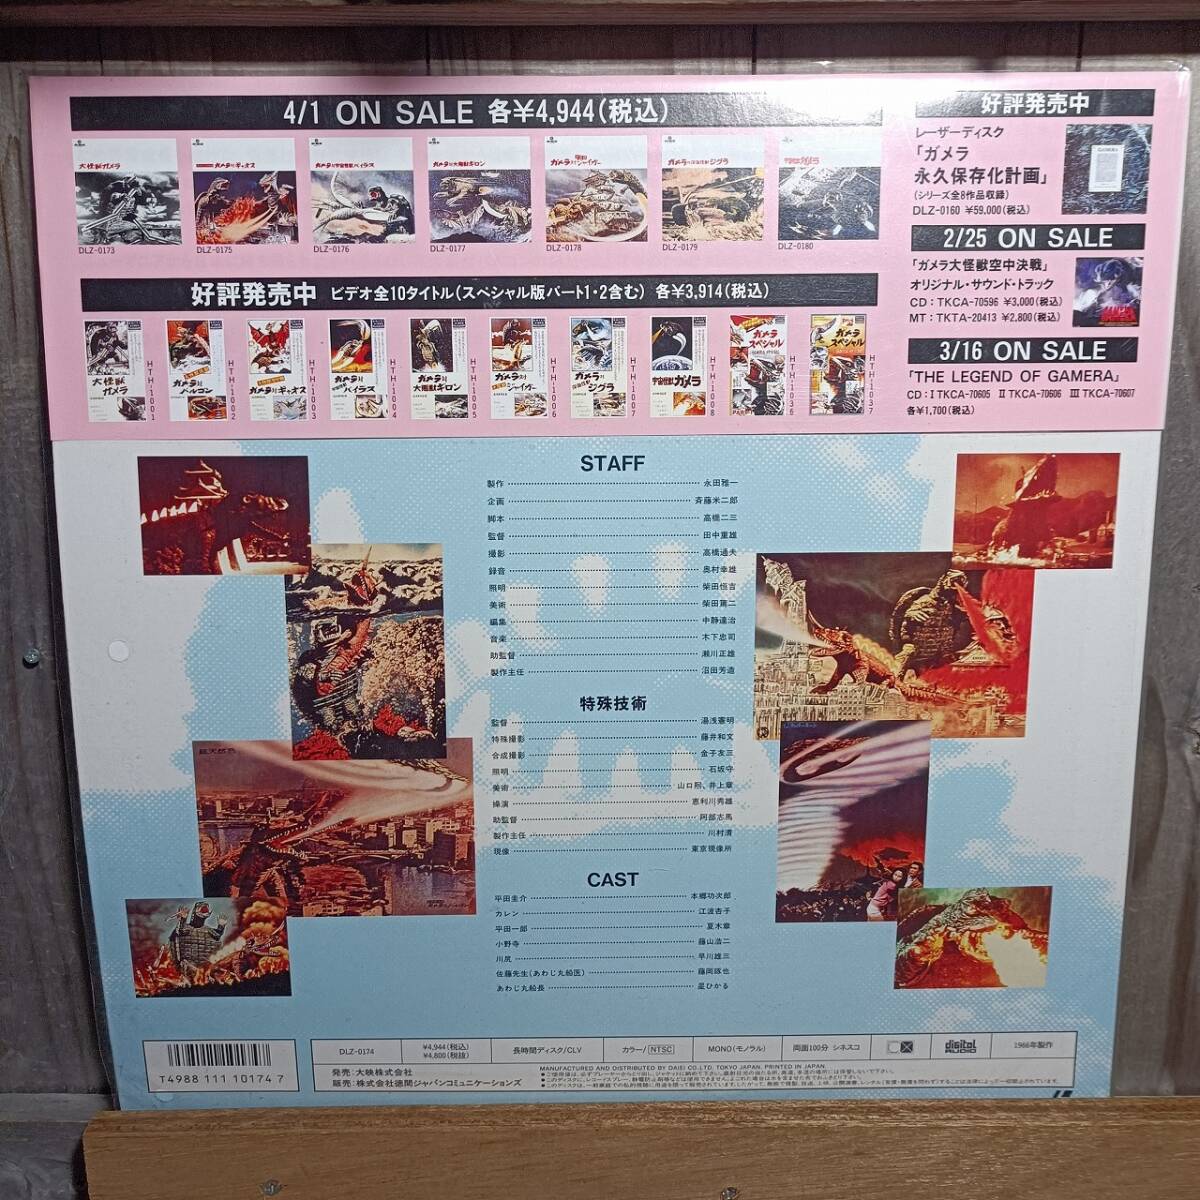 4/1 ON SALE 各¥4,944(税込)
大怪獣ガメラ
ガメラ対ギャオス
ガメラ対宇宙怪獣バイラス
ガメラ対大悪獣ギロン
ガメラ対大魔獣ジャイガー
ガメラ対深海怪獣ジグラ
宇宙怪獣ガメラ
DLZ-0173
DLZ-0175
DLZ-0176
DLZ-0177
DLZ-0178
DLZ-0179
DLZ-0180
好評発売中 ビデオ全10タイトル(スペシャル版パート1・2含む) 各¥3,914(税込)
大怪獣ガメラ
HTH-1001
HTH-1002
ガメラ対ギャオス
HTH-1003
ガメラ対バイラス
HTH-1004
ガメラ対大悪獣ギロン
HTH-1005
HTH-1006
ガメラ対ジグラ
HTH-1007
宇宙怪獣ガメラ
HTH-1008
ガメラスペシャル
HTH-1036
ガメラスペシャル
HTH-1037
好評発売中
レーザーディスク
「ガメラ
永久保存化計画」
(シリーズ全8作品収録)
DLZ-0160 ¥59,000(税込)
2/25 ON SALE
「ガメラ大怪獣空中決戦」
オリジナル・サウンド・トラック
CD:TKCA-70596 ¥3,000(税込)
MT:TKTA-20413 ¥2,800(税込)
3/16 ON SALE
「THE LEGEND OF GAMERA」
CD:I TKCA-70605 II TKCA-70606 III TKCA-70607
各¥1,700(税込)
STAFF
製作 永田雅一
企画 斉藤米二郎
脚本 高橋二三
監督 田中重雄
撮影 高橋通夫
録音 奥村幸雄
照明 柴田恒吉
美術 柴田篤二
編集 中静達治
音楽 木下忠司
助監督 瀬川正雄
製作主任 沼田芳造
特殊技術
監督 湯浅憲明
特殊撮影 藤井和文
合成撮影 金子友三
照明 石坂守
美術 山口煕、井上章
操演 恵利川秀雄
助監督 阿部志馬
製作主任 川村清
現像 東京現像所
CAST
平田圭介 本郷功次郎
カレン 江波杏子
平田一郎 夏木章
小野寺 藤山浩二
川尻 早川雄三
佐藤先生(あわじ丸船医) 藤岡琢也
あわじ丸船長 星ひかる
T4988 111 10174 7
DLZ-0174
¥4,944(税込)
¥4,800(税抜)
長時間ディスク/CLV
カラー/NTSC
MONO(モノラル)
両面100分 シネスコ
CX
digital AUDIO
1966年製作
発売:大映株式会社
販売:株式会社徳間ジャパンコミュニケーションズ
MANUFACTURED AND DISTRIBUTED BY DAIEI CO.LTD. TOKYO JAPAN. PRINTED IN JAPAN.